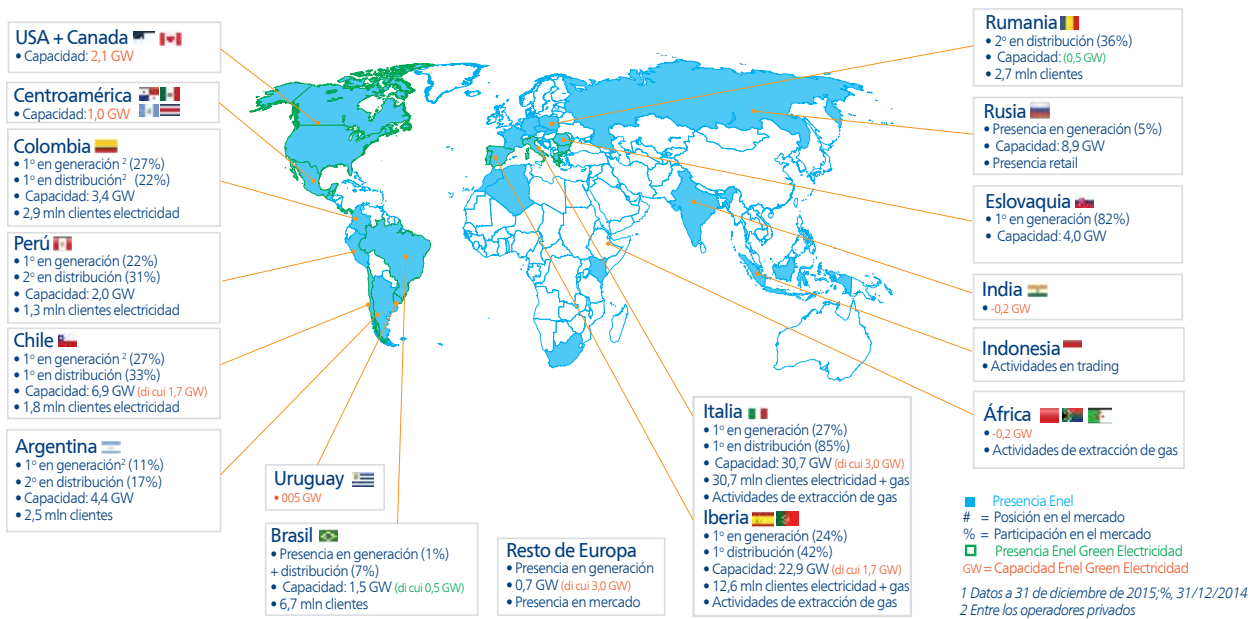 USA + Canada
• Capacidad: 2,1 GW
Centroamérica
• Capacidad: 1,0 GW
Colombia
• 1º en generación ² (27%)
• 1º en distribución² (22%)
• Capacidad: 3,4 GW
• 2,9 mln clientes electricidad
Perú
• 1º en generación (22%)
• 2º en distribución (31%)
• Capacidad: 2,0 GW
• 1,3 mln clientes electricidad
Chile
• 1º en generación ² (27%)
• 1º en distribución (33%)
• Capacidad: 6,9 GW (di cui 1,7 GW)
• 1,8 mln clientes electricidad
Argentina
• 1º en generación² (11%)
• 2º en distribución (17%)
• Capacidad: 4,4 GW
• 2,5 mln clientes
Uruguay
• 005 GW
Brasil
• Presencia en generación (1%)
+ distribución (7%)
• Capacidad: 1,5 GW (di cui 0,5 GW)
• 6,7 mln clientes
Resto de Europa
• Presencia en generación
• 0,7 GW (di cui 3,0 GW)
• Presencia en mercado
Italia
• 1º en generación (27%)
• 1º en distribución (85%)
• Capacidad: 30,7 GW (di cui 3,0 GW)
• 30,7 mln clientes electricidad + gas
• Actividades de extracción de gas
Iberia
• 1º en generación (24%)
• 1º distribución (42%)
• Capacidad: 22,9 GW (di cui 1,7 GW)
• 12,6 mln clientes electricidad + gas
• Actividades de extracción de gas
Rumania
• 2º en distribución (36%)
• Capacidad: (0,5 GW)
• 2,7 mln clientes
Rusia
• Presencia en generación (5%)
• Capacidad: 8,9 GW
• Presencia retail
Eslovaquia
• 1º en generación (82%)
• Capacidad: 4,0 GW
India
• -0,2 GW
Indonesia
• Actividades en trading
África
• -0,2 GW
• Actividades de extracción de gas
Presencia Enel
# = Posición en el mercado
% = Participación en el mercado
Presencia Enel Green Electricidad
GW = Capacidad Enel Green Electricidad
1 Datos a 31 de diciembre de 2015;%, 31/12/2014
2 Entre los operadores privados